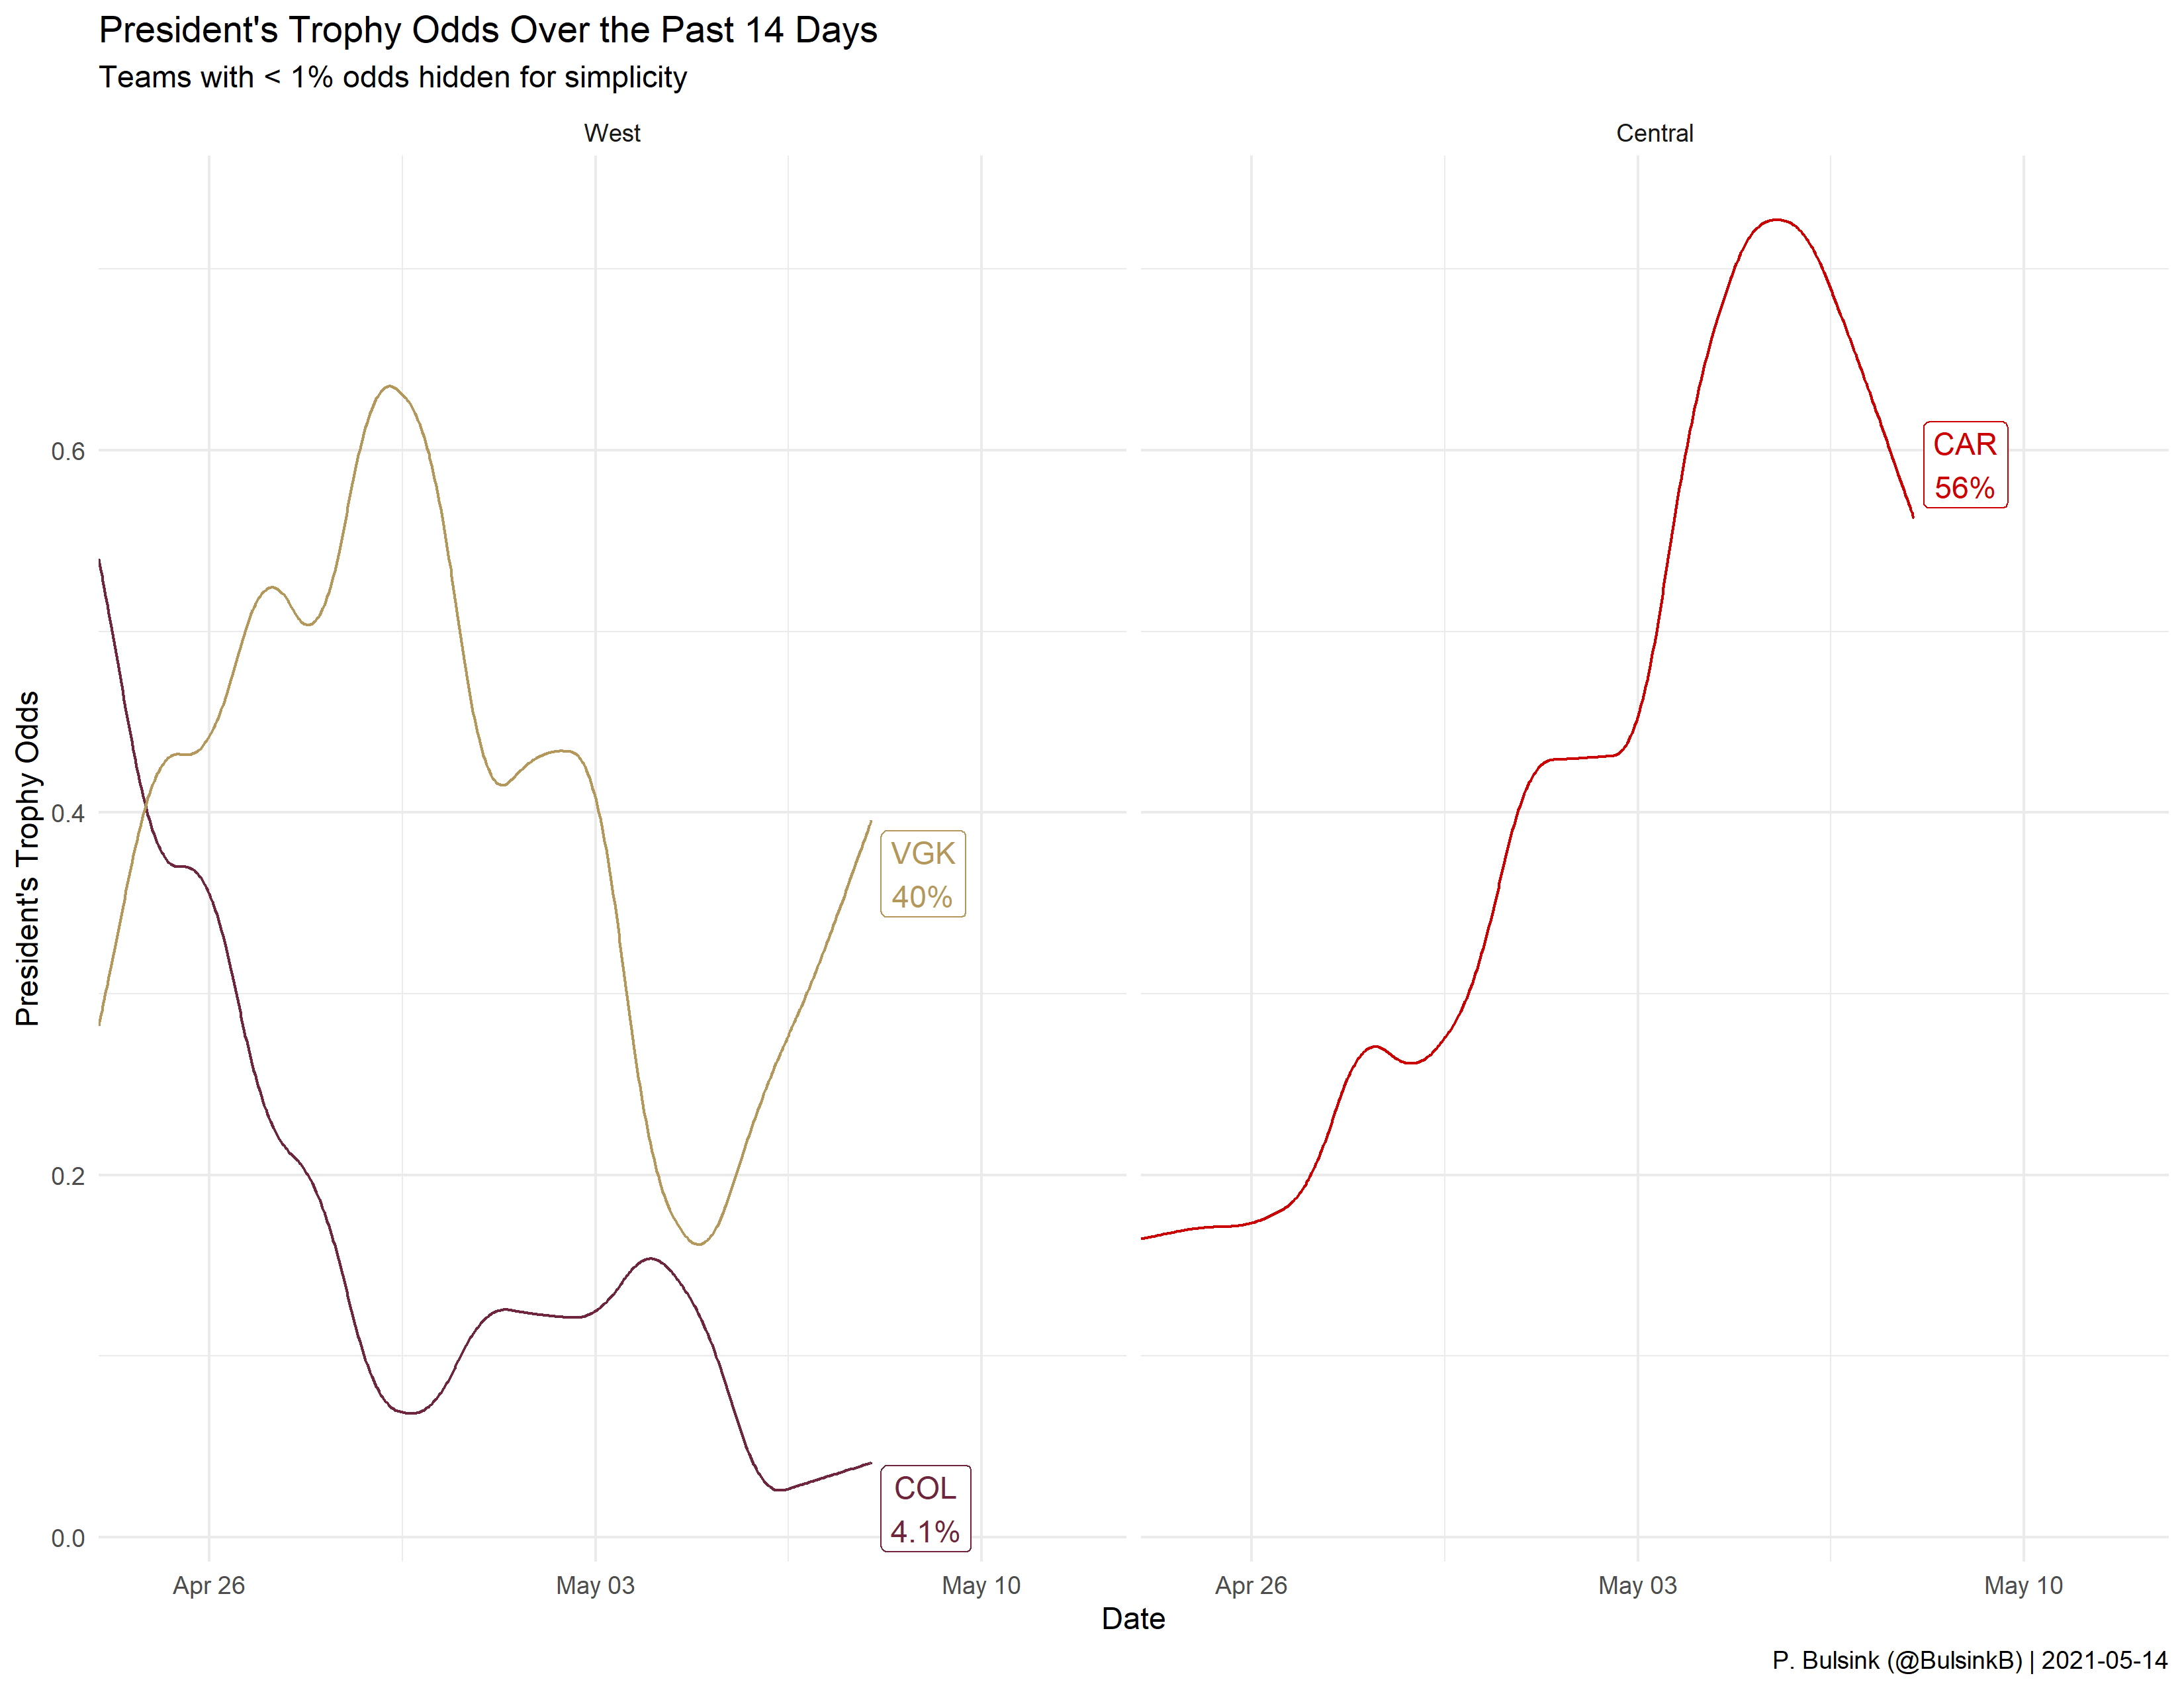 President's Trophy Odds Over the Past 14 Days
Teams with < 1% odds hidden for simplicity
West
Central
President's Trophy Odds
0.6
0.4
0.2
0.0
VGK
40%
COL
4.1%
CAR
56%
Apr 26
May 03
May 10
Apr 26
May 03
May 10
Date
P. Bulsink (@BulsinkB) | 2021-05-14